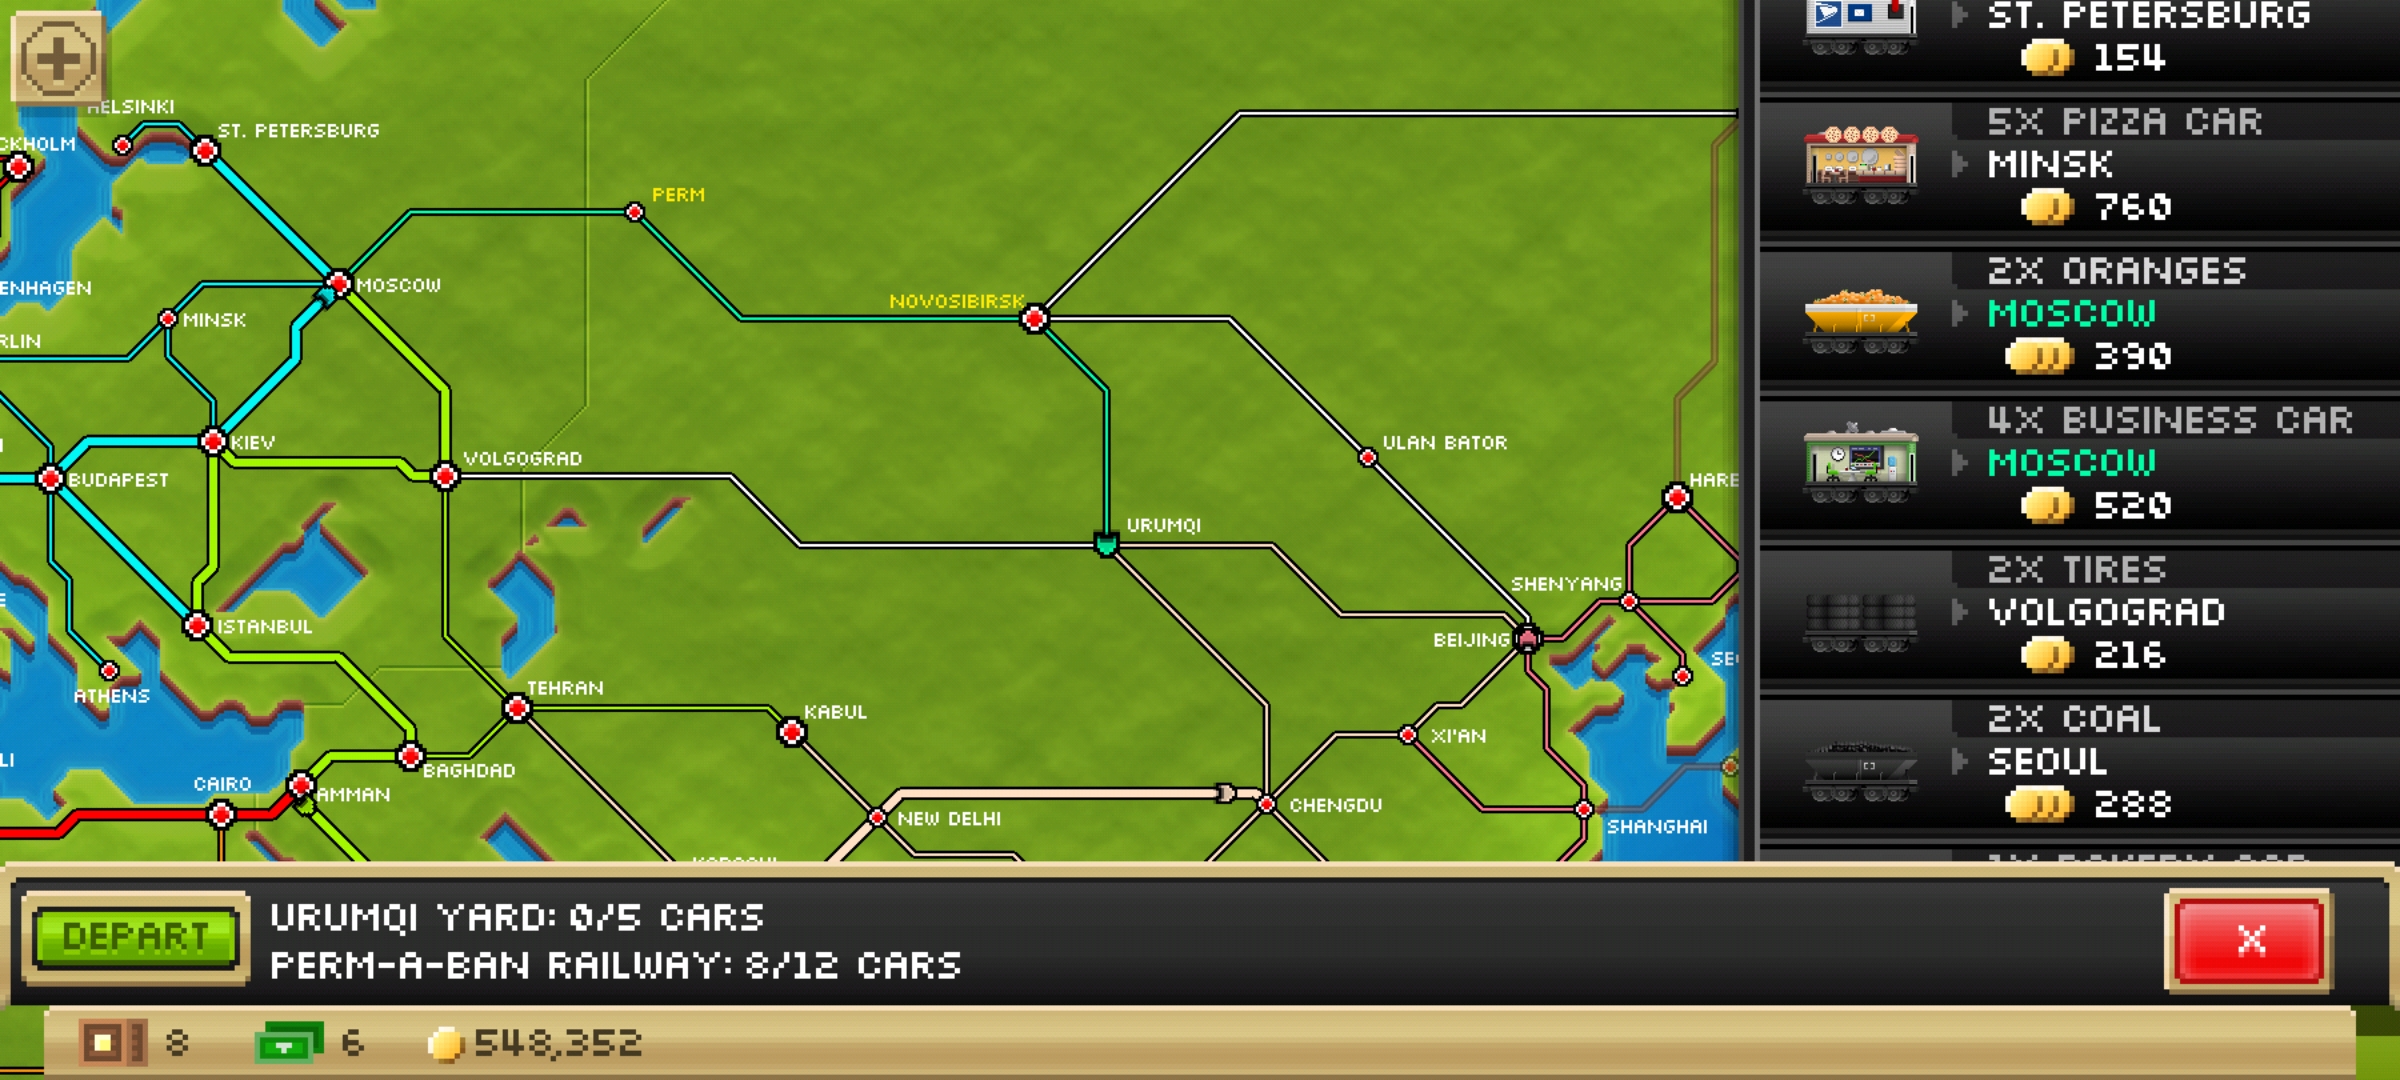 HELSINKI
ST. PETERSBURG
CKHOLM
PERM
ENHAGEN
MOSCOW
NOVOSIBIRSK
MINSK
RLIN
KIEV
VOLGOGRAD
ULAN BATOR
BUDAPEST
HARB
URUMQI
SHENYANG
ISTANBUL
BEIJING
SEO
ATHENS
TEHRAN
KABUL
XI'AN
LI
BAGHDAD
CAIRO
AMMAN
CHENGDU
NEW DELHI
SHANGHAI
ST. PETERSBURG
154
5X PIZZA CAR
MINSK
760
2X ORANGES
MOSCOW
390
4X BUSINESS CAR
MOSCOW
520
2X TIRES
VOLGOGRAD
216
2X COAL
SEOUL
288
DEPART
URUMQI YARD: 0/5 CARS
PERM-A-BAN RAILWAY: 8/12 CARS
X
8
6
548,352